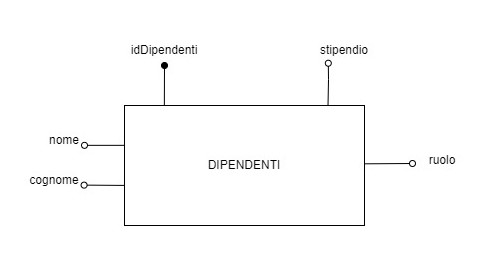 idDipendenti
stipendio
nome
cognome
DIPENDENTI
ruolo